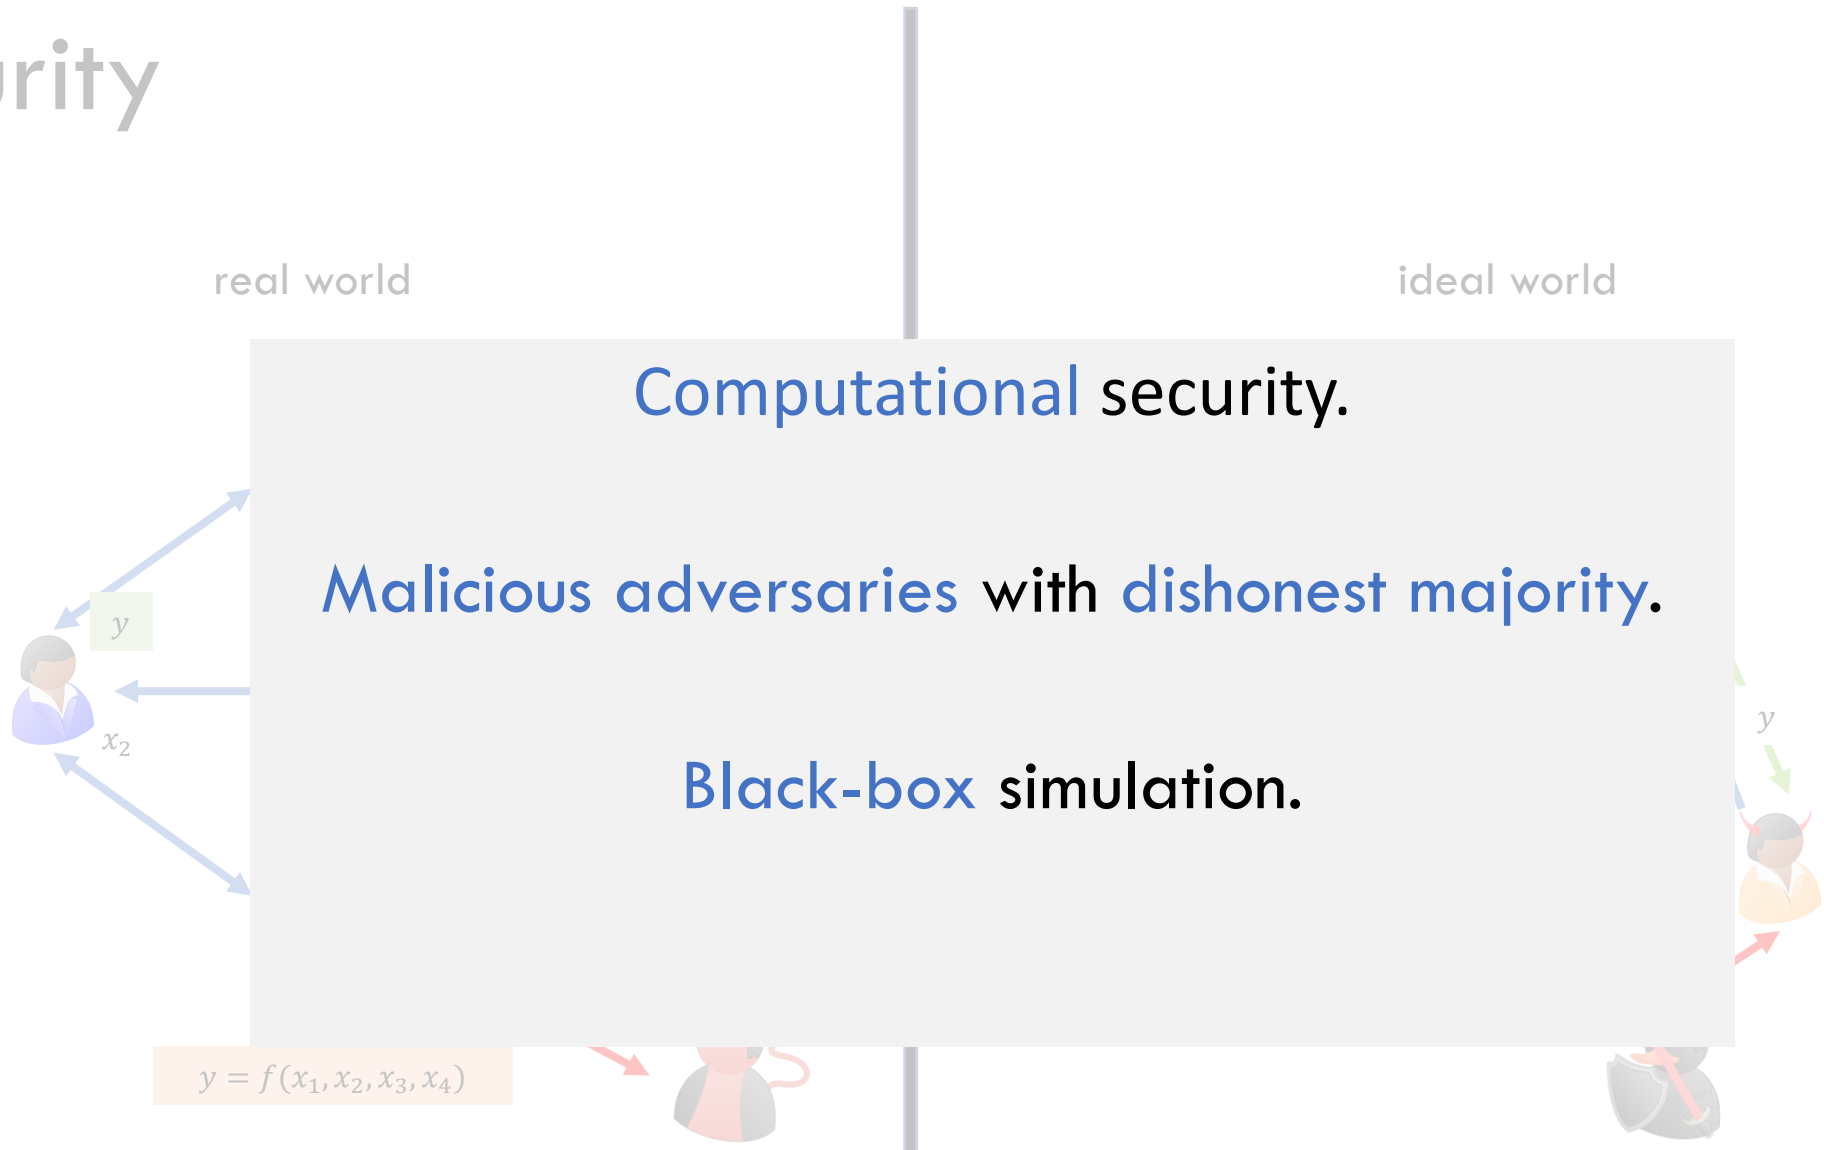 urity
real world
ideal world
Computational security.
Malicious adversaries with dishonest majority.
y
y
x₂
Black-box simulation.
y = f(x₁, x₂, x₃, x₄)